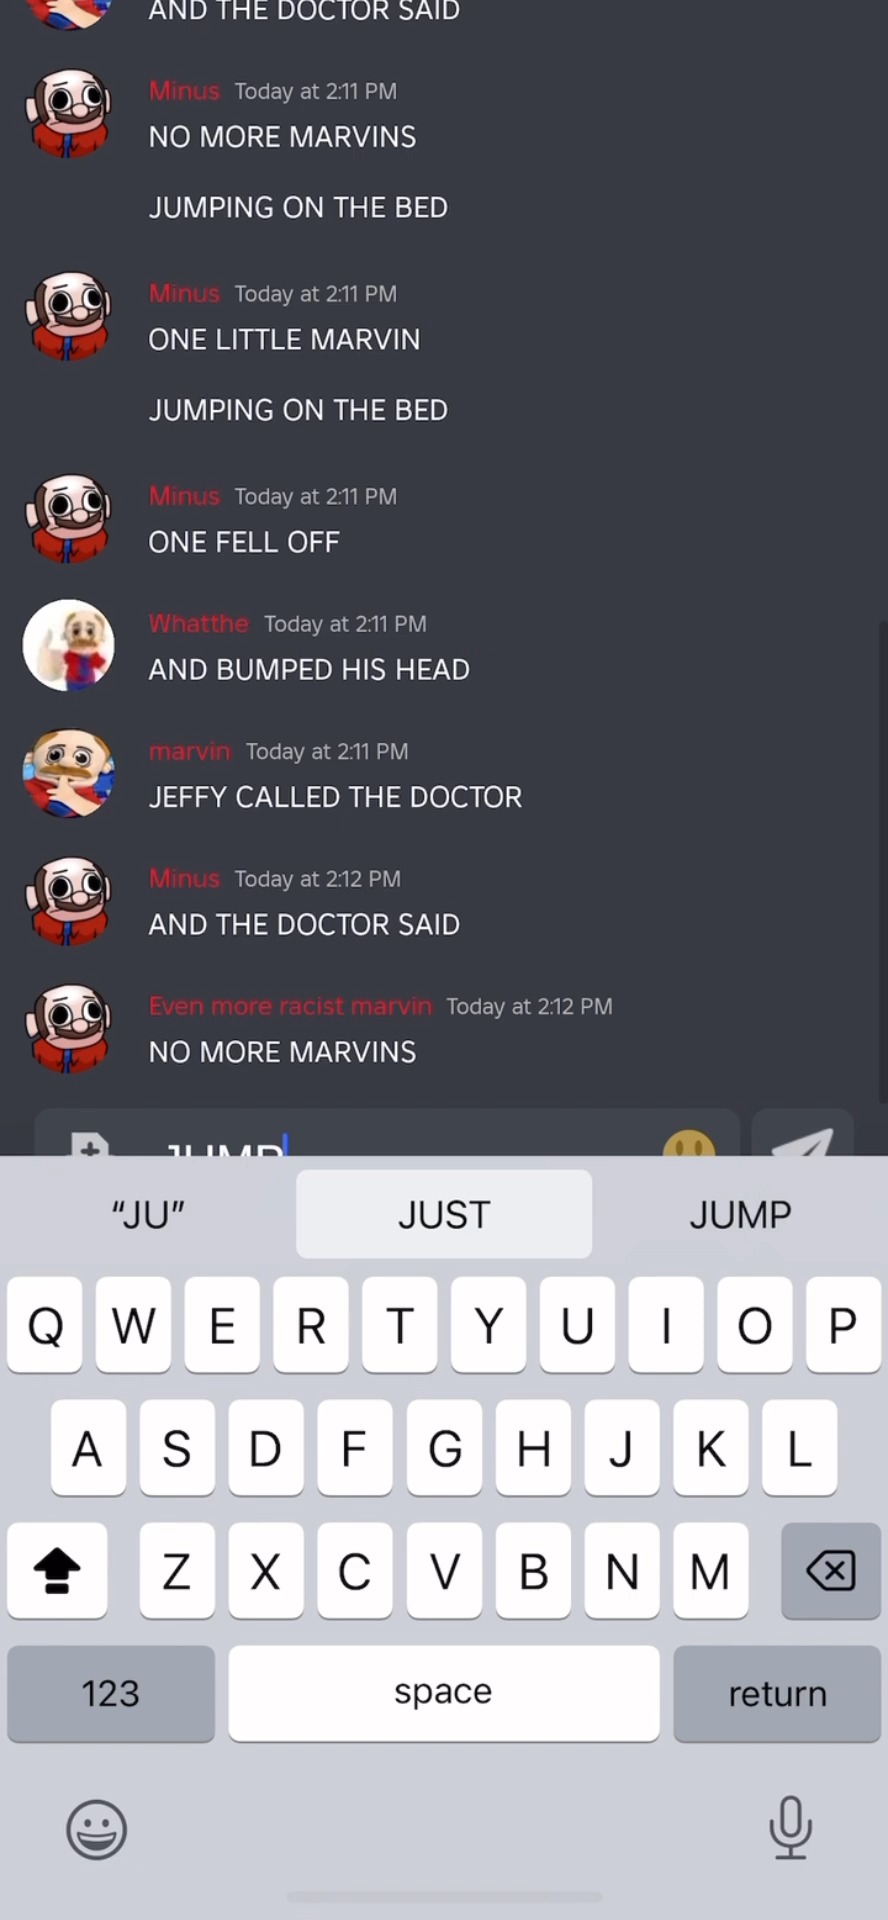 AND THE DOCTOR SAID
Minus Today at 2:11 PM
NO MORE MARVINS
JUMPING ON THE BED
Minus Today at 2:11 PM
ONE LITTLE MARVIN
JUMPING ON THE BED
Minus Today at 2:11 PM
ONE FELL OFF
Whatthe Today at 2:11 PM
AND BUMPED HIS HEAD
marvin Today at 2:11 PM
JEFFY CALLED THE DOCTOR
Minus Today at 2:12 PM
AND THE DOCTOR SAID
Even more racist marvin Today at 2:12 PM
NO MORE MARVINS
JUMP
“JU” JUST JUMP
Q W E R T Y U I O P
A S D F G H J K L
Z X C V B N M
123 space return